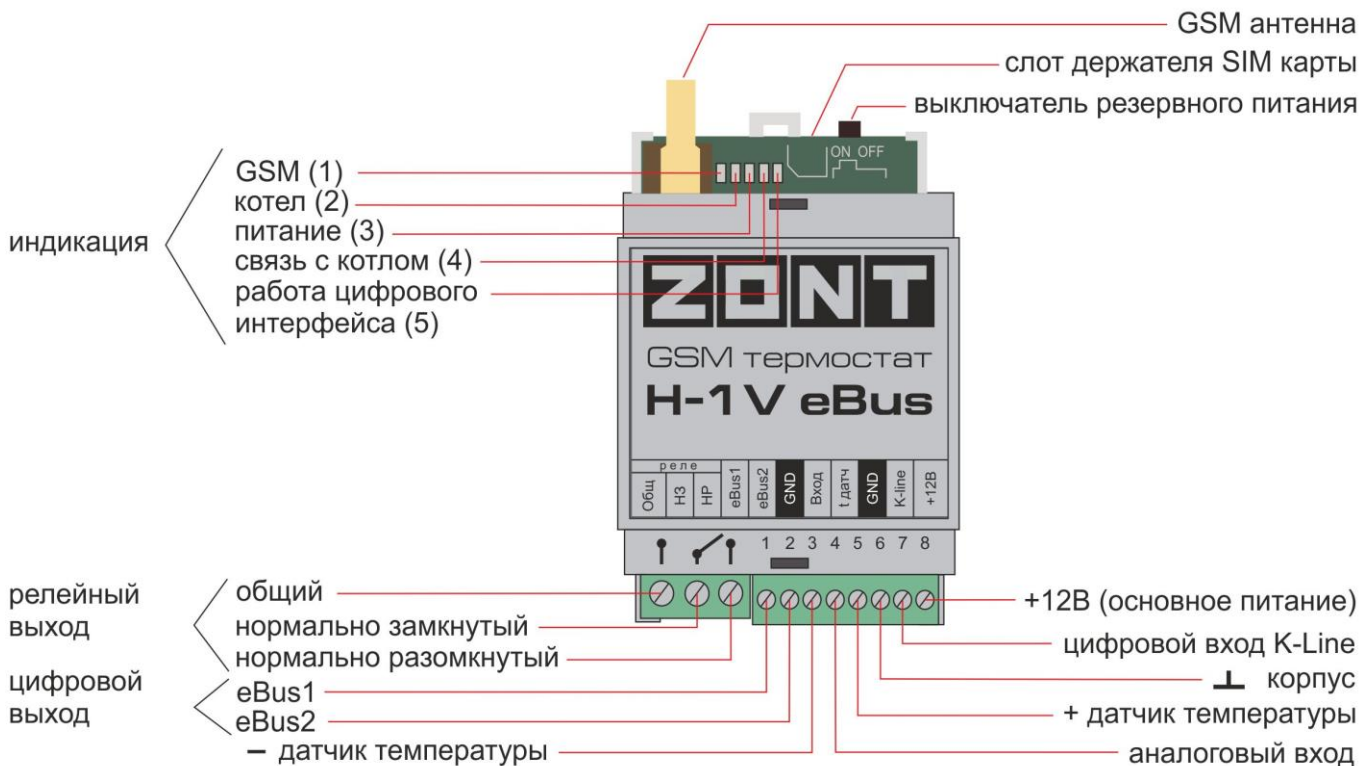 GSM антенна
слот держателя SIM карты
выключатель резервного питания
ON OFF
индикация
GSM (1)
котел (2)
питание (3)
связь с котлом (4)
работа цифрового
интерфейса (5)
ZONT
GSM термостат
H-1V eBus
реле
Общ НЗ НР eBus1 eBus2 GND Вход t датч GND K-line +12В
1 2 3 4 5 6 7 8
релейный
выход
общий
нормально замкнутый
нормально разомкнутый
цифровой
выход
eBus1
eBus2
– датчик температуры
+12В (основное питание)
цифровой вход K-Line
корпус
+ датчик температуры
аналоговый вход